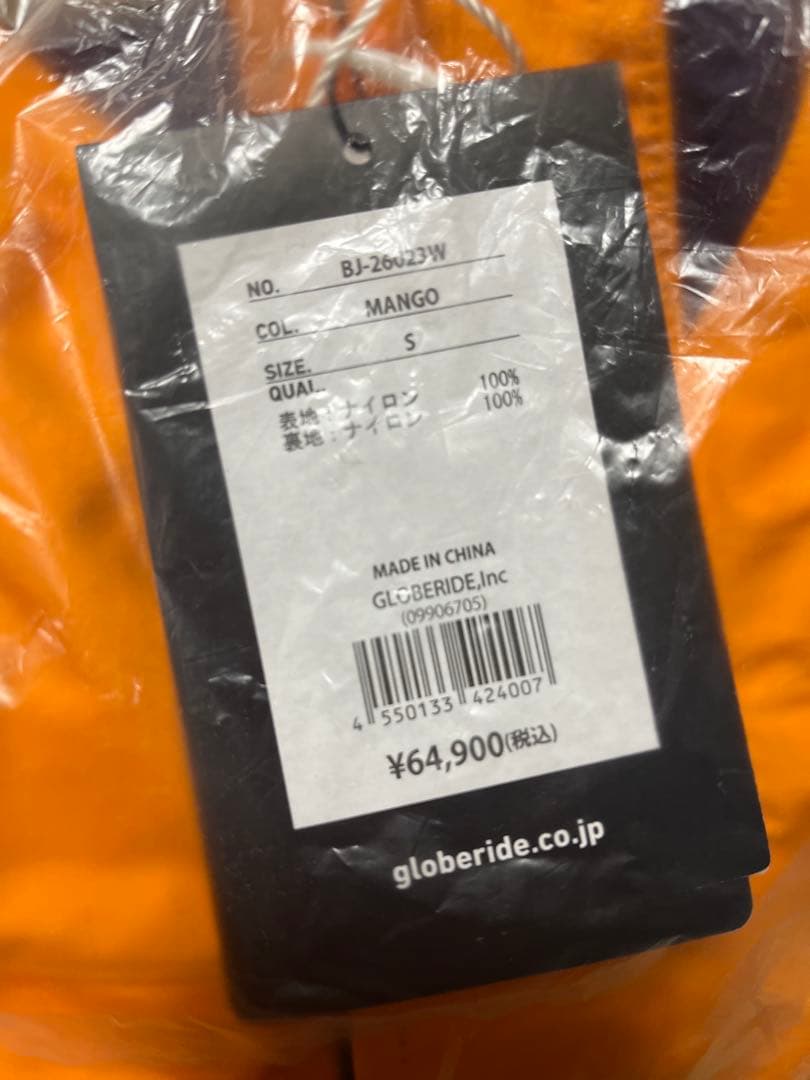 NO. BJ-26023W
COL. MANGO
SIZE. S
QUAL.
表地：ナイロン 100%
裏地：ナイロン 100%
MADE IN CHINA
GLOBERIDE,Inc
(09906705)
4 550133 424007
¥64,900(税込)
globeride.co.jp